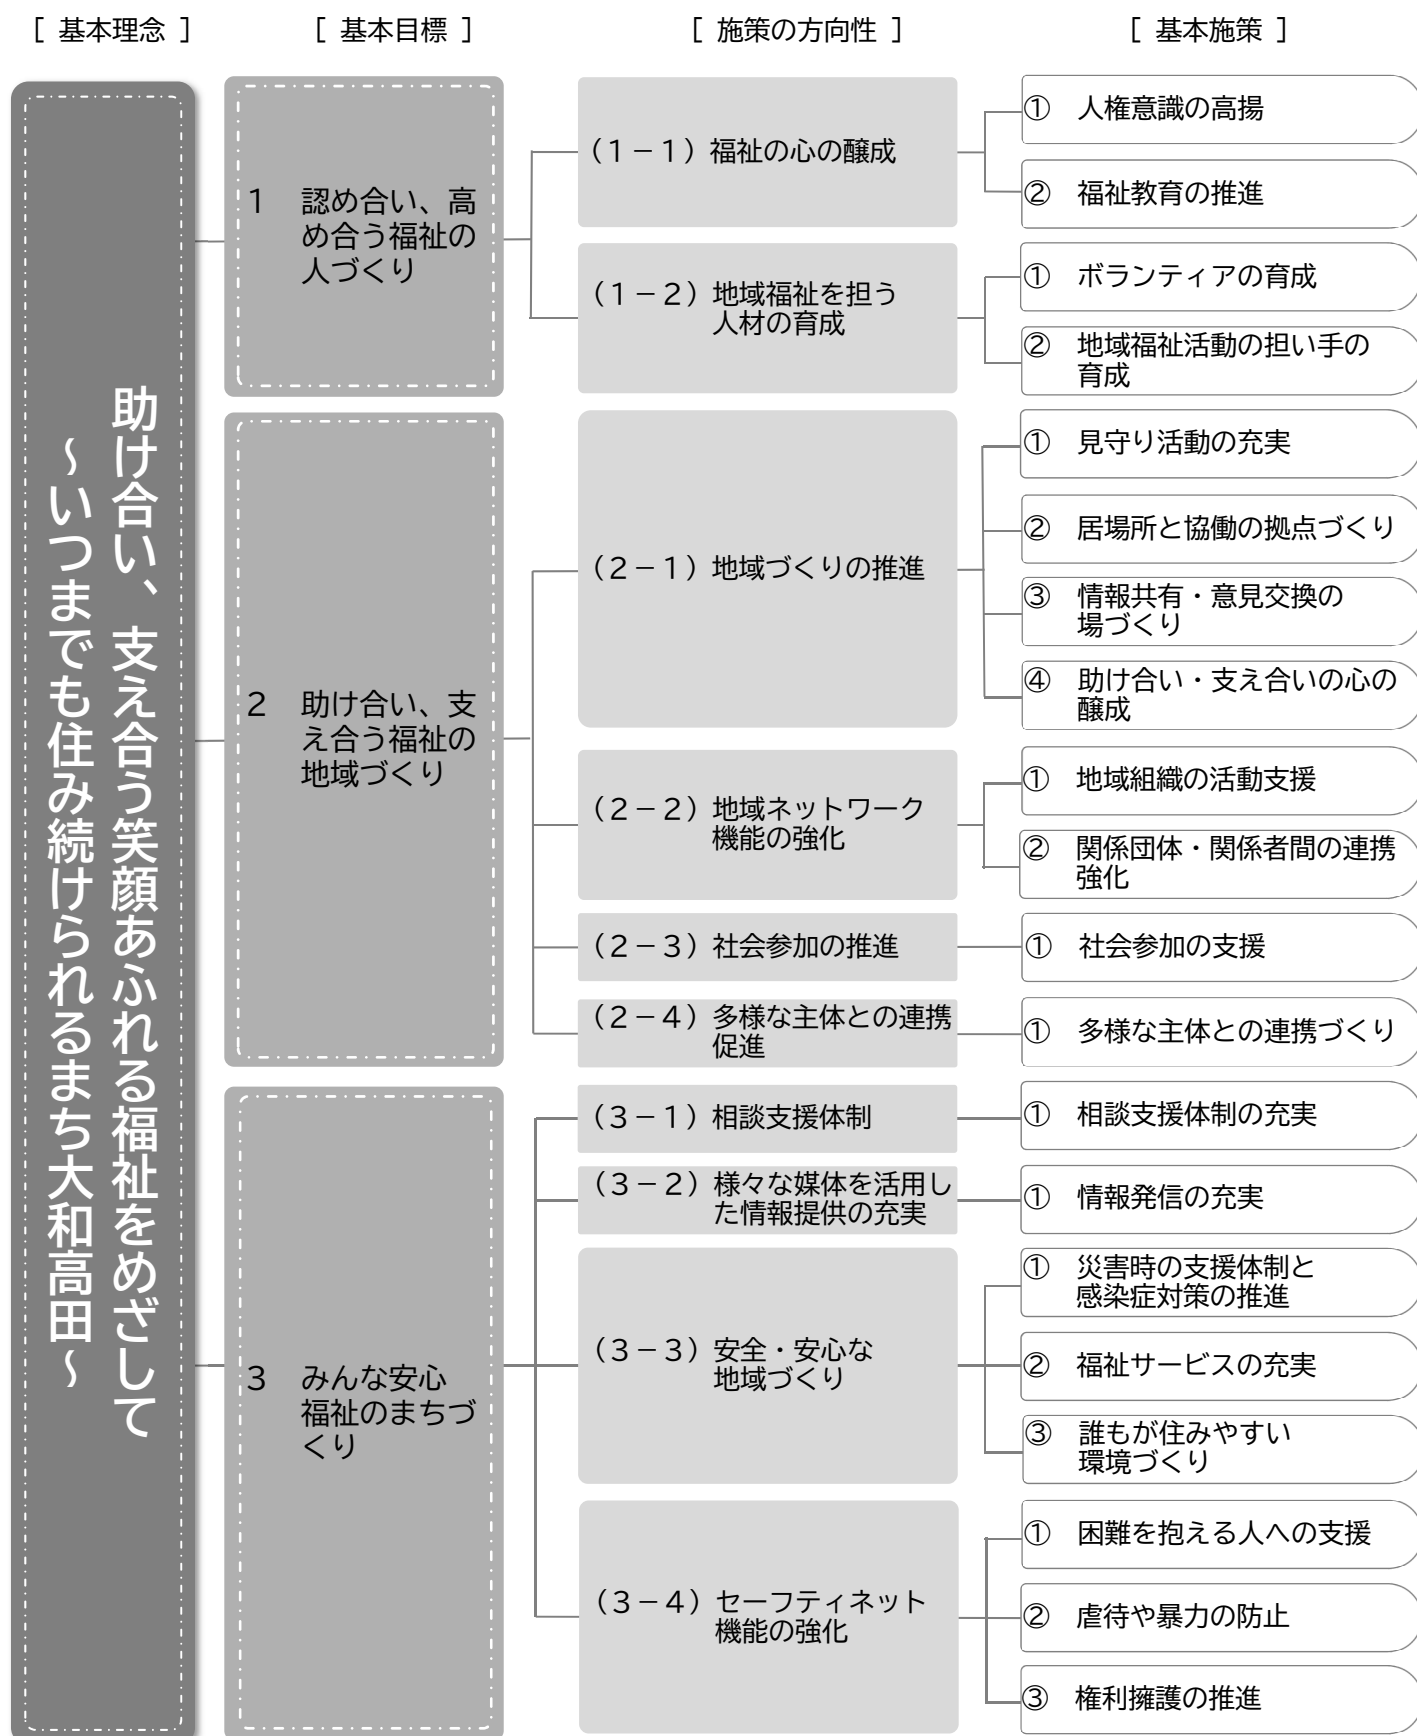 [ 基本理念 ]
[ 基本目標 ]
[ 施策の方向性 ]
[ 基本施策 ]
助け合い、支え合う笑顔あふれる福祉をめざして
～いつまでも住み続けられるまち大和高田～
1 認め合い、高
め合う福祉の
人づくり
（1－1）福祉の心の醸成
① 人権意識の高揚
② 福祉教育の推進
（1－2）地域福祉を担う
人材の育成
① ボランティアの育成
② 地域福祉活動の担い手の
育成
2 助け合い、支
え合う福祉の
地域づくり
（2－1）地域づくりの推進
① 見守り活動の充実
② 居場所と協働の拠点づくり
③ 情報共有・意見交換の
場づくり
④ 助け合い・支え合いの心の
醸成
（2－2）地域ネットワーク
機能の強化
① 地域組織の活動支援
② 関係団体・関係者間の連携
強化
（2－3）社会参加の推進
① 社会参加の支援
（2－4）多様な主体との連携
促進
① 多様な主体との連携づくり
3 みんな安心
福祉のまちづ
くり
（3－1）相談支援体制
① 相談支援体制の充実
（3－2）様々な媒体を活用し
た情報提供の充実
① 情報発信の充実
（3－3）安全・安心な
地域づくり
① 災害時の支援体制と
感染症対策の推進
② 福祉サービスの充実
③ 誰もが住みやすい
環境づくり
（3－4）セーフティネット
機能の強化
① 困難を抱える人への支援
② 虐待や暴力の防止
③ 権利擁護の推進